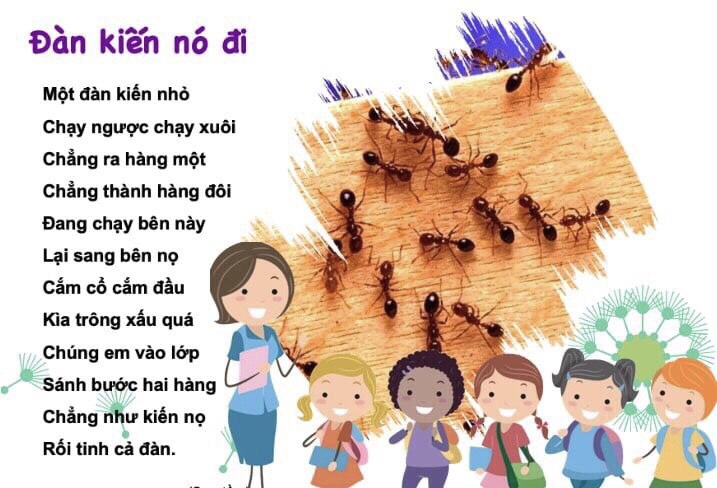 Đàn kiến nó đi
Một đàn kiến nhỏ
Chạy ngược chạy xuôi
Chẳng ra hàng một
Chẳng thành hàng đôi
Đang chạy bên này
Lại sang bên nọ
Cắm cổ cắm đầu
Kìa trông xấu quá
Chúng em vào lớp
Sánh bước hai hàng
Chẳng như kiến nọ
Rối tinh cả đàn.